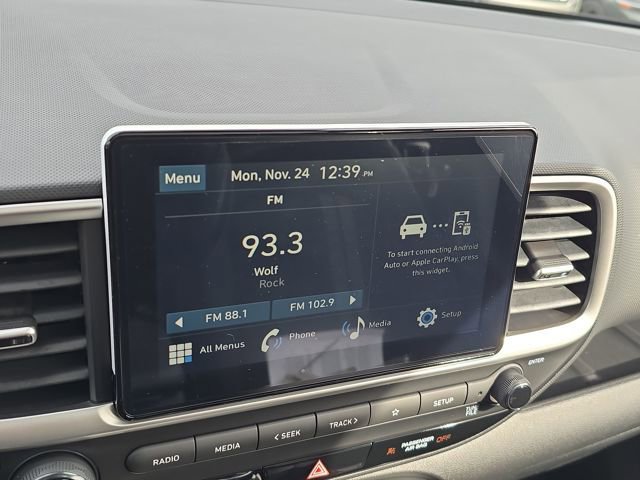 Menu
Mon, Nov. 24 12:39 PM
FM
93.3
Wolf
Rock
FM 88.1
FM 102.9
To start connecting Android
Auto or Apple CarPlay, press
this widget.
All Menus
Phone
Media
Setup
ENTER
RADIO
MEDIA
< SEEK
TRACK >
SETUP
TUNE
FILE
PASSENGER
AIR BAG
OFF